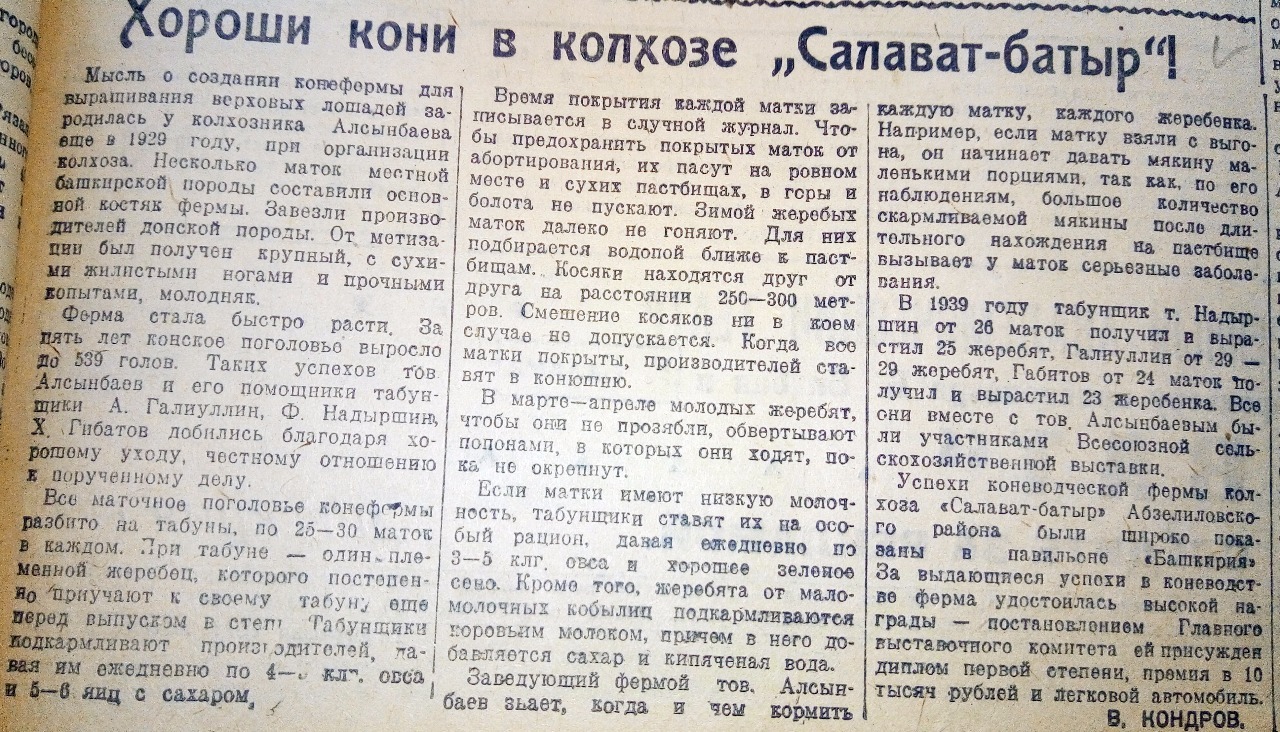 Хороши кони в колхозе „Салават-батыр“!
Мысль о создании конефермы для
выращивания верховых лошадей за-
родилась у колхозника Алсынбаева
еще в 1929 году, при организации
колхоза. Несколько маток местной
башкирской породы составили основ-
ной костяк фермы. Завезли произво-
дителей донской породы. От метиза-
ции был получен крупный, с сухи-
ми жилистыми ногами и прочными
копытами, молодняк.
Ферма стала быстро расти. За
пять лет конское поголовье выросло
до 539 голов. Таких успехов тов.
Алсынбаев и его помощники табун-
щики А. Галиуллин, Ф. Надыршин,
Х. Гибатов добились благодаря хо-
рошему уходу, честному отношению
к порученному делу.
Все маточное поголовье конефермы
разбито на табуны, по 25—30 маток
в каждом. При табуне — один пле-
менной жеребец, которого постепен-
но приучают к своему табуну еще
перед выпуском в степь. Табунщики
подкармливают производителей, да-
вая им ежедневно по 4— клг. овса
и 5—6 яиц с сахаром.
Время покрытия каждой матки за-
писывается в случной журнал. Что-
бы предохранить покрытых маток от
абортирования, их пасут на ровном
месте и сухих пастбищах, в горы и
болота не пускают. Зимой жеребых
маток далеко не гоняют. Для них
подбирается водопой ближе к паст-
бищам. Косяки находятся друг от
друга на расстоянии 250—300 мет-
ров. Смешение косяков ни в коем
случае не допускается. Когда все
матки покрыты, производителей ста-
вят в конюшню.
В марте—апреле молодых жеребят,
чтобы они не прозябли, обвертывают
попонами, в которых они ходят, по-
ка не окрепнут.
Если матки имеют низкую молоч-
ность, табунщики ставят их на осо-
бый рацион, давая ежедневно по
3—5 клг. овса и хорошее зеленое
сено. Кроме того, жеребята от мало-
молочных кобылиц подкармливаются
коровьим молоком, причем в него до-
бавляется сахар и кипяченая вода.
Заведующий фермой тов. Алсын-
баев знает, когда и чем кормить
каждую матку, каждого жеребенка.
Например, если матку взяли с выго-
на, он начинает давать мякину ма-
ленькими порциями, так как, по его
наблюдениям, большое количество
скармливаемой мякины после дли-
тельного нахождения на пастбище
вызывает у маток серьезные заболе-
вания.
В 1939 году табунщик т. Надыр-
шин от 26 маток получил и выра-
стил 25 жеребят, Галиуллин от 29 —
29 жеребят, Габитов от 24 маток по-
лучил и вырастил 23 жеребенка. Все
они вместе с тов. Алсынбаевым бы-
ли участниками Всесоюзной сель-
скохозяйственной выставки.
Успехи коневодческой фермы кол-
хоза «Салават-батыр» Абзелиловско-
го района были широко пока-
заны в павильоне «Башкирия»
За выдающиеся успехи в коневодст-
ве ферма удостоилась высокой на-
грады — постановлением Главного
выставочного комитета ей присужден
диплом первой степени, премия в 10
тысяч рублей и легковой автомобиль.
В. КОНДРОВ.